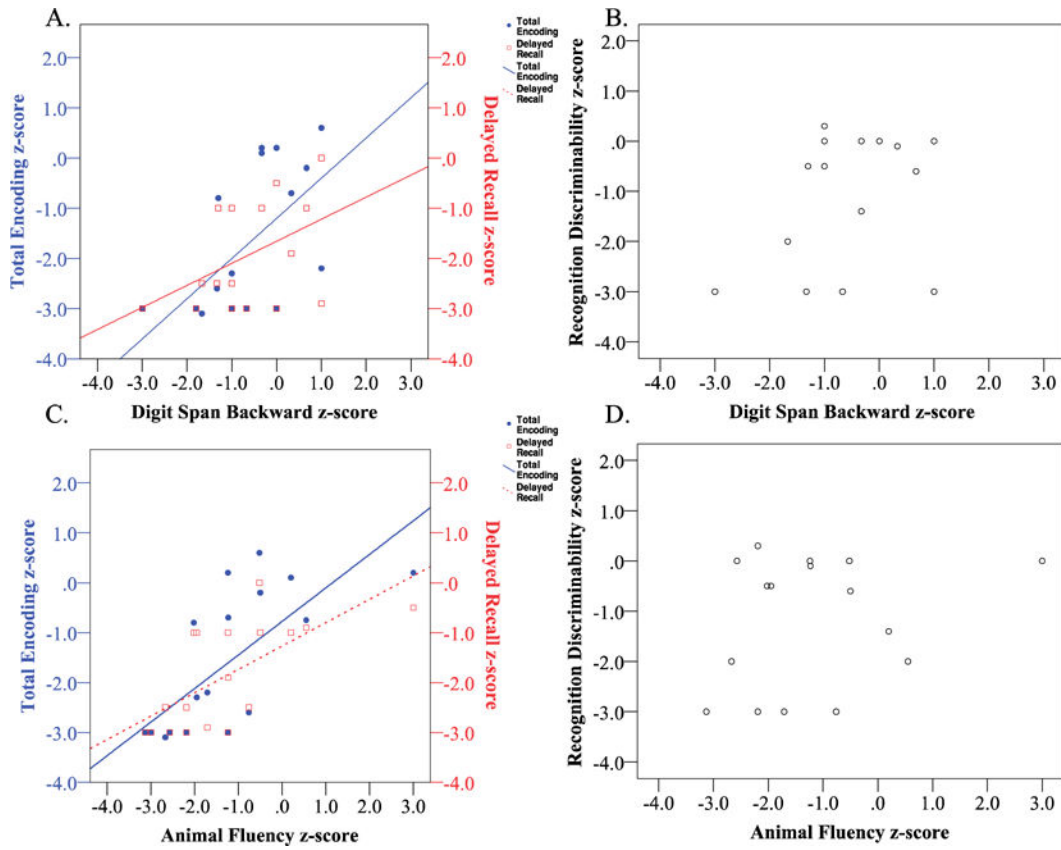 A.
Total
Encoding
Delayed
Recall
Total
Encoding
Delayed
Recall
2.0 1.0 .0 -1.0 -2.0 -3.0 -4.0
Total Encoding z-score
2.0 1.0 .0 -1.0 -2.0 -3.0 -4.0
Delayed Recall z-score
-4.0 -3.0 -2.0 -1.0 .0 1.0 2.0 3.0
Digit Span Backward z-score
B.
2.0 1.0 .0 -1.0 -2.0 -3.0 -4.0
Recognition Discriminability z-score
-4.0 -3.0 -2.0 -1.0 .0 1.0 2.0 3.0
Digit Span Backward z-score
C.
Total
Encoding
Delayed
Recall
Total
Encoding
Delayed
Recall
2.0 1.0 .0 -1.0 -2.0 -3.0 -4.0
Total Encoding z-score
2.0 1.0 .0 -1.0 -2.0 -3.0 -4.0
Delayed Recall z-score
-4.0 -3.0 -2.0 -1.0 .0 1.0 2.0 3.0
Animal Fluency z-score
D.
2.0 1.0 .0 -1.0 -2.0 -3.0 -4.0
Recognition Discriminability z-score
-4.0 -3.0 -2.0 -1.0 .0 1.0 2.0 3.0
Animal Fluency z-score